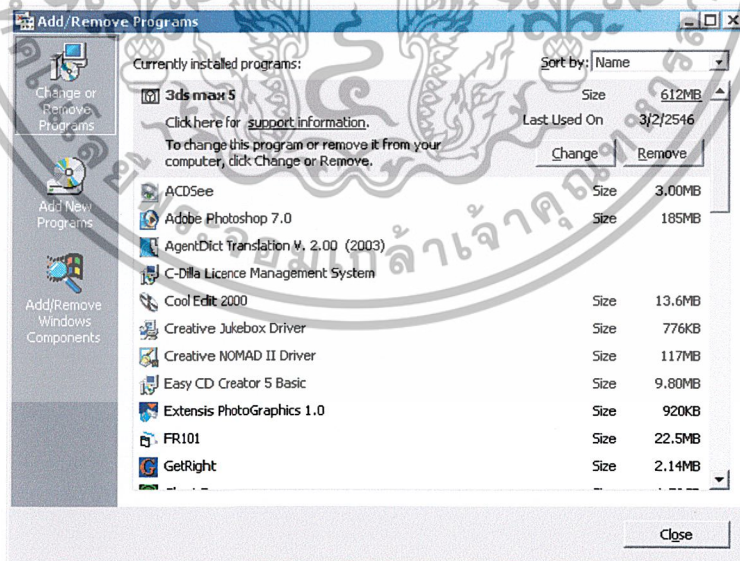 Add/Remove Programs
Change or
Remove
Programs
Add New
Programs
Add/Remove
Windows
Components
Currently installed programs:
Sort by: Name
3ds max 5
Size 612MB
Click here for support information.
Last Used On 3/2/2546
To change this program or remove it from your
computer, click Change or Remove.
Change Remove
ACDSee Size 3.00MB
Adobe Photoshop 7.0 Size 185MB
AgentDict Translation V. 2.00 (2003)
C-Dilla Licence Management System
Cool Edit 2000 Size 13.6MB
Creative Jukebox Driver Size 776KB
Creative NOMAD II Driver Size 117MB
Easy CD Creator 5 Basic Size 9.80MB
Extensis PhotoGraphics 1.0 Size 920KB
FR101 Size 22.5MB
GetRight Size 2.14MB
Close